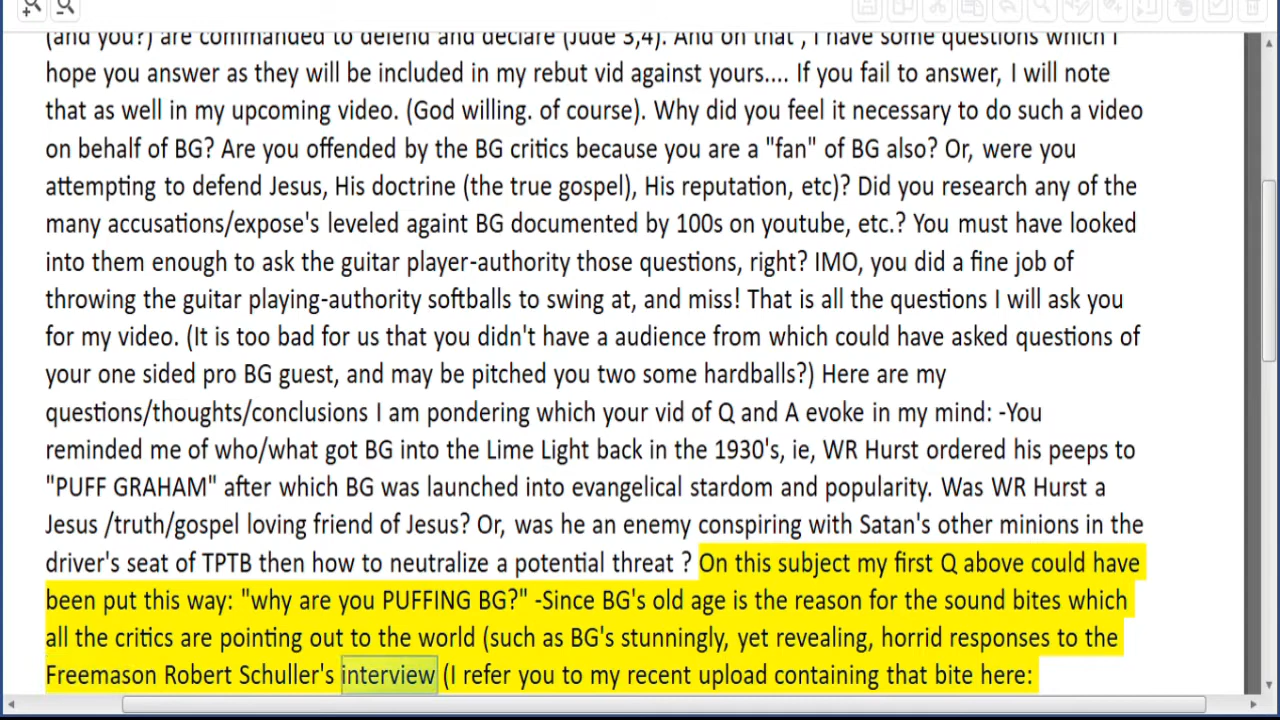 (and you?) are commanded to defend and declare (Jude 3,4). And on that , I have some questions which I
hope you answer as they will be included in my rebut vid against yours.... If you fail to answer, I will note
that as well in my upcoming video. (God willing. of course). Why did you feel it necessary to do such a video
on behalf of BG? Are you offended by the BG critics because you are a "fan" of BG also? Or, were you
attempting to defend Jesus, His doctrine (the true gospel), His reputation, etc)? Did you research any of the
many accusations/expose's leveled againt BG documented by 100s on youtube, etc.? You must have looked
into them enough to ask the guitar player-authority those questions, right? IMO, you did a fine job of
throwing the guitar playing-authority softballs to swing at, and miss! That is all the questions I will ask you
for my video. (It is too bad for us that you didn't have a audience from which could have asked questions of
your one sided pro BG guest, and may be pitched you two some hardballs?) Here are my
questions/thoughts/conclusions I am pondering which your vid of Q and A evoke in my mind: -You
reminded me of who/what got BG into the Lime Light back in the 1930's, ie, WR Hurst ordered his peeps to
"PUFF GRAHAM" after which BG was launched into evangelical stardom and popularity. Was WR Hurst a
Jesus /truth/gospel loving friend of Jesus? Or, was he an enemy conspiring with Satan's other minions in the
driver's seat of TPTB then how to neutralize a potential threat ? On this subject my first Q above could have
been put this way: "why are you PUFFING BG?" -Since BG's old age is the reason for the sound bites which
all the critics are pointing out to the world (such as BG's stunningly, yet revealing, horrid responses to the
Freemason Robert Schuller's interview (I refer you to my recent upload containing that bite here: